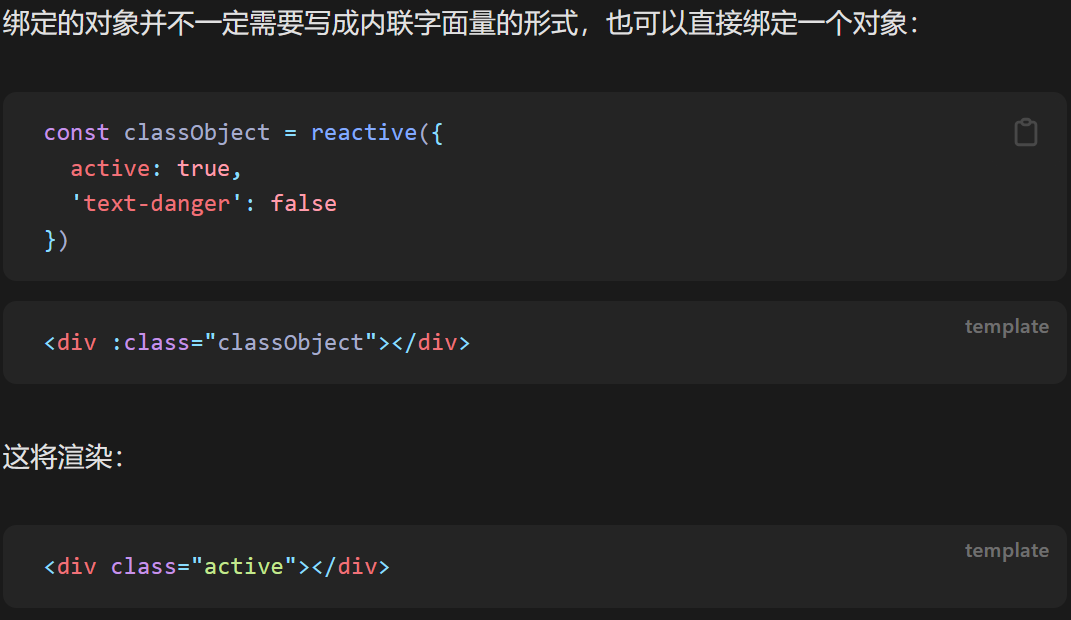 绑定的对象并不一定需要写成内联字面量的形式，也可以直接绑定一个对象：
const classObject = reactive({
  active: true,
  'text-danger': false
})
template
<div :class="classObject"></div>
这将渲染：
template
<div class="active"></div>